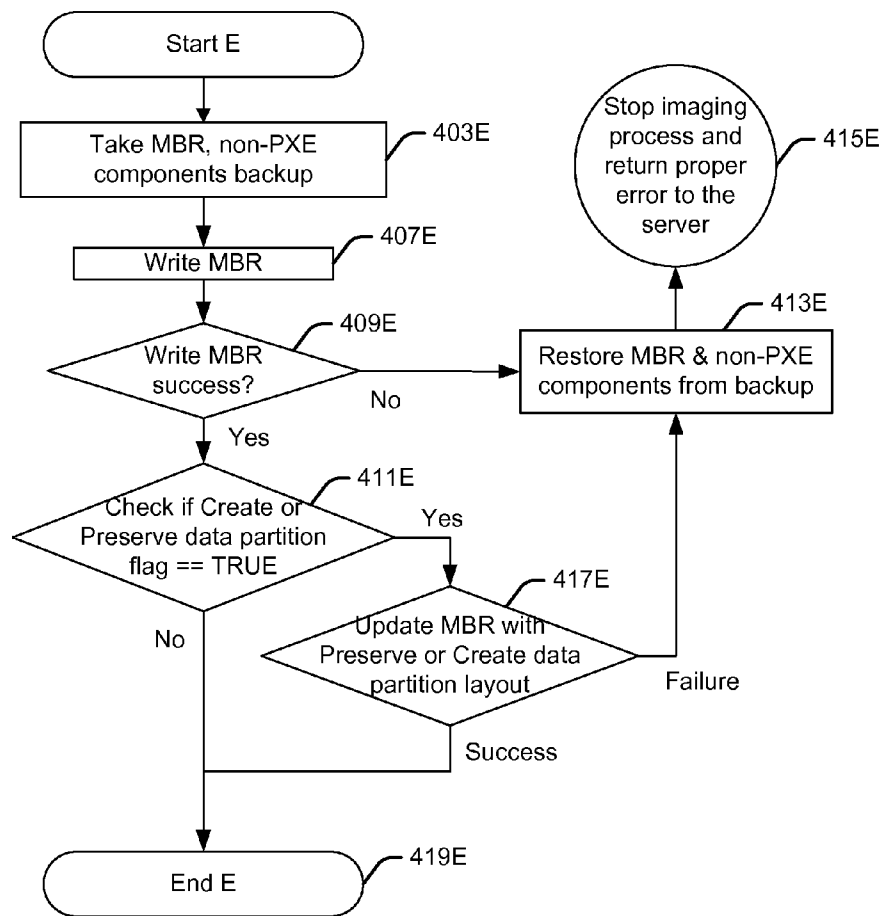 Start E
Take MBR, non-PXE
components backup
403E
Write MBR
407E
Write MBR
success?
409E
No
Yes
Check if Create or
Preserve data partition
flag == TRUE
411E
Yes
No
Update MBR with
Preserve or Create data
partition layout
417E
Failure
Success
Restore MBR & non-PXE
components from backup
413E
Stop imaging
process and
return proper
error to the
server
415E
End E
419E